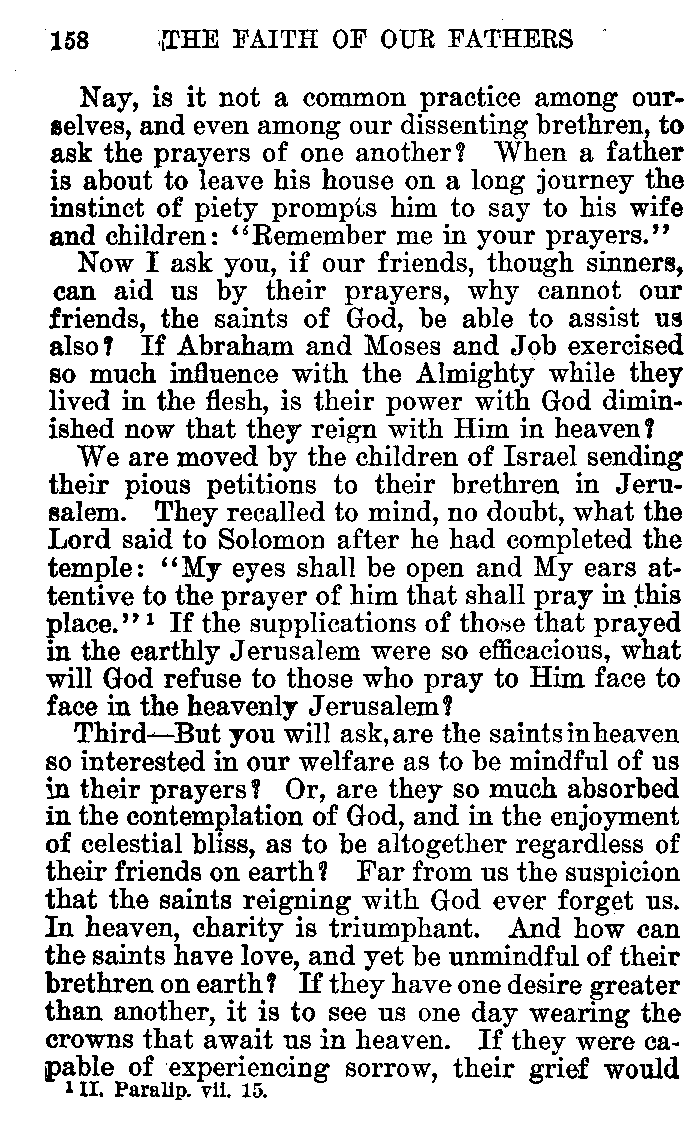 158 THE FAITH OF OUR FATHERS
Nay, is it not a common practice among our-
selves, and even among our dissenting brethren, to
ask the prayers of one another? When a father
is about to leave his house on a long journey the
instinct of piety prompts him to say to his wife
and children: “Remember me in your prayers.”
Now I ask you, if our friends, though sinners,
can aid us by their prayers, why cannot our
friends, the saints of God, be able to assist us
also? If Abraham and Moses and Job exercised
so much influence with the Almighty while they
lived in the flesh, is their power with God dimin-
ished now that they reign with Him in heaven?
We are moved by the children of Israel sending
their pious petitions to their brethren in Jeru-
salem. They recalled to mind, no doubt, what the
Lord said to Solomon after he had completed the
temple: “My eyes shall be open and My ears at-
tentive to the prayer of him that shall pray in this
place.”¹ If the supplications of those that prayed
in the earthly Jerusalem were so efficacious, what
will God refuse to those who pray to Him face to
face in the heavenly Jerusalem?
Third—But you will ask, are the saints in heaven
so interested in our welfare as to be mindful of us
in their prayers? Or, are they so much absorbed
in the contemplation of God, and in the enjoyment
of celestial bliss, as to be altogether regardless of
their friends on earth? Far from us the suspicion
that the saints reigning with God ever forget us.
In heaven, charity is triumphant. And how can
the saints have love, and yet be unmindful of their
brethren on earth? If they have one desire greater
than another, it is to see us one day wearing the
crowns that await us in heaven. If they were ca-
pable of experiencing sorrow, their grief would
¹ II. Paralip. vii. 15.